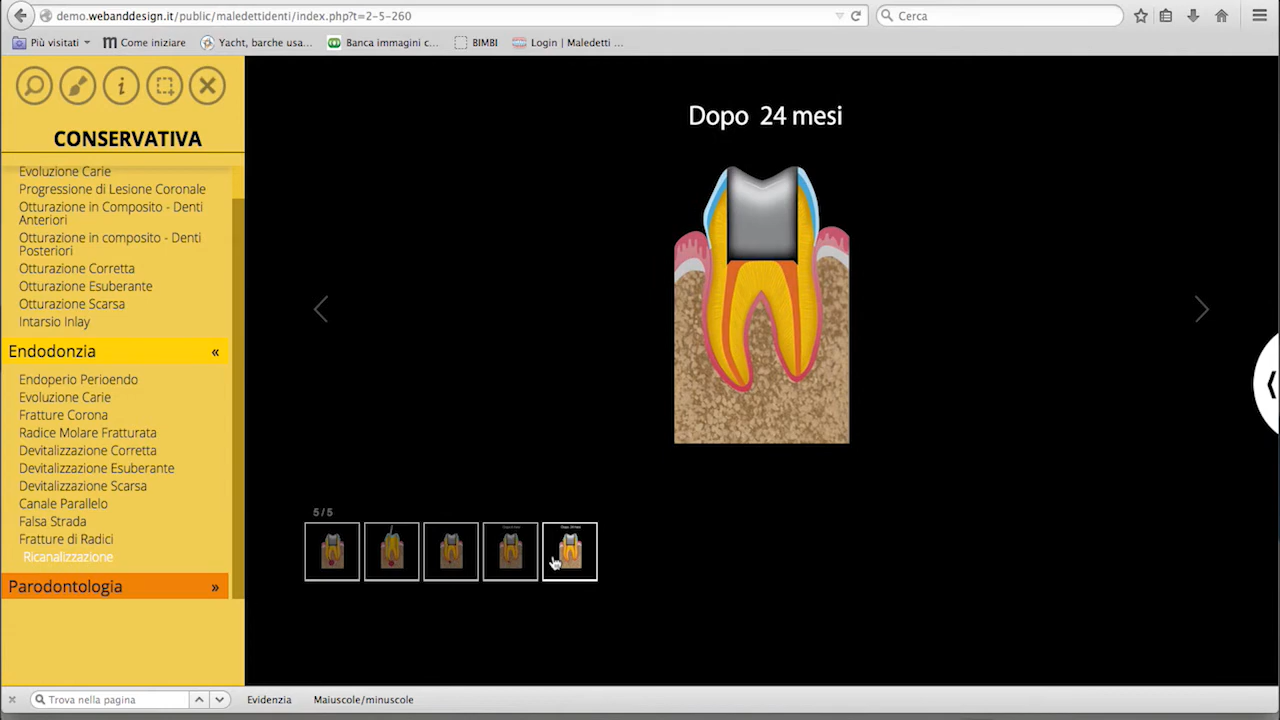 demo.webanddesign.it/public/maledettidenti/index.php?t=2-5-260
Cerca
Più visitati
Come iniziare
Yacht, barche usa...
Banca immagini c...
BIMBI
Login | Maledetti ...
CONSERVATIVA
Evoluzione Carie
Progressione di Lesione Coronale
Otturazione in Composito - Denti
Anteriori
Otturazione in composito - Denti
Posteriori
Otturazione Corretta
Otturazione Esuberante
Otturazione Scarsa
Intarsio Inlay
Endodonzia «
Endoperio Perioendo
Evoluzione Carie
Fratture Corona
Radice Molare Fratturata
Devitalizzazione Corretta
Devitalizzazione Esuberante
Devitalizzazione Scarsa
Canale Parallelo
Falsa Strada
Fratture di Radici
Ricanalizzazione
Parodontologia »
Dopo 24 mesi
5 / 5
Trova nella pagina
Evidenzia
Maiuscole/minuscole